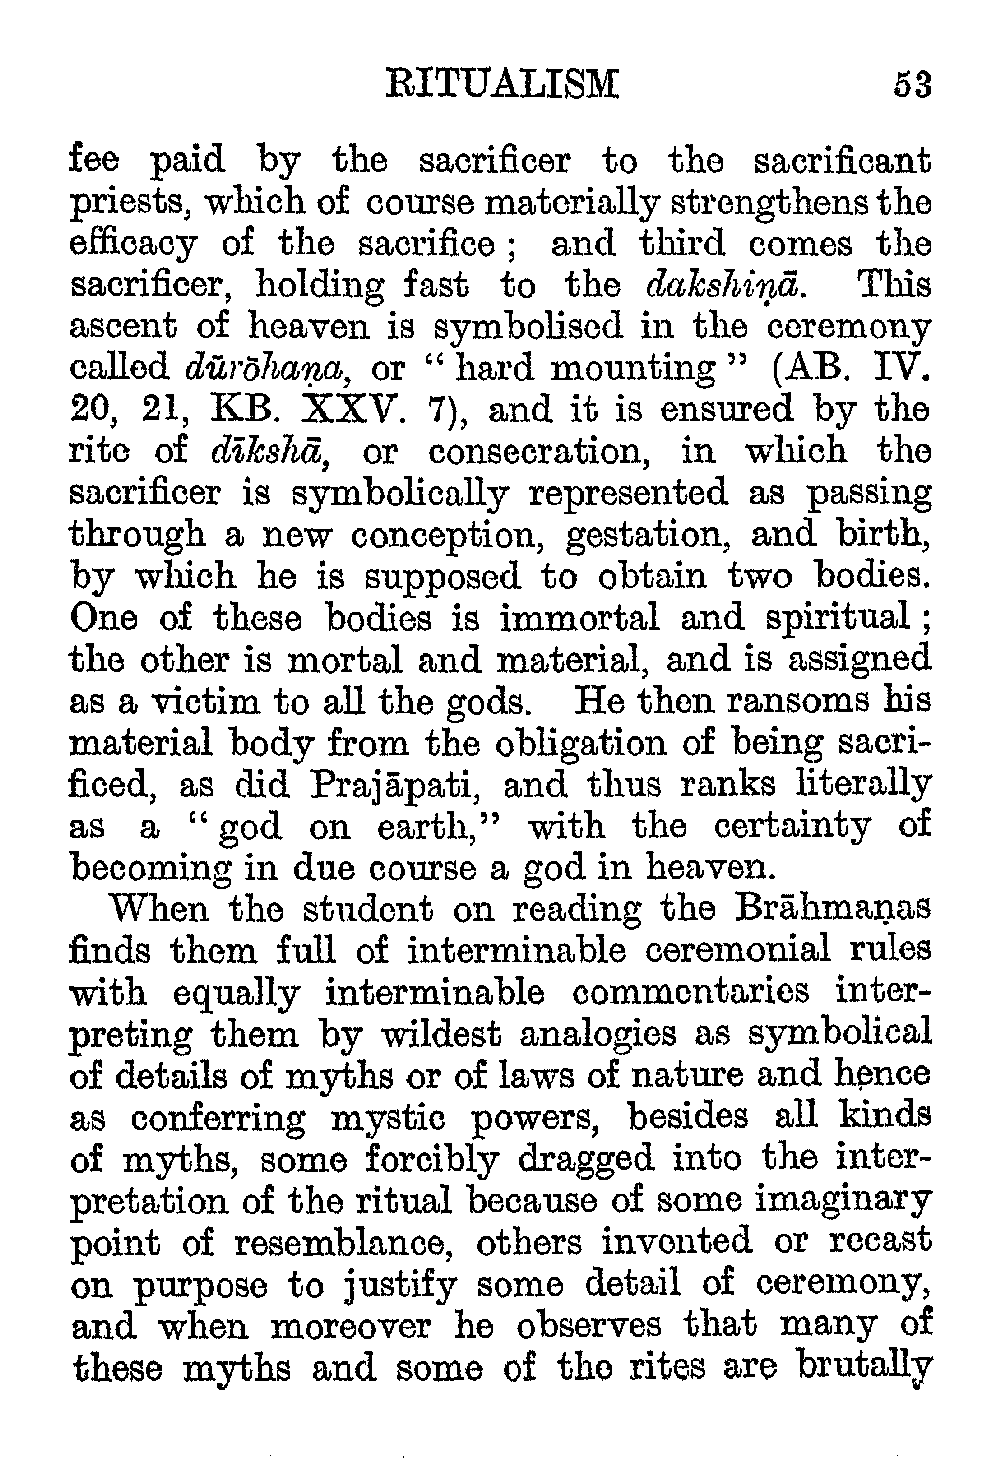 RITUALISM 53
fee paid by the sacrificer to the sacrificant
priests, which of course materially strengthens the
efficacy of the sacrifice ; and third comes the
sacrificer, holding fast to the dakshiṇā. This
ascent of heaven is symbolised in the ceremony
called dūrōhaṇa, or “ hard mounting ” (AB. IV.
20, 21, KB. XXV. 7), and it is ensured by the
rite of dīkshā, or consecration, in which the
sacrificer is symbolically represented as passing
through a new conception, gestation, and birth,
by which he is supposed to obtain two bodies.
One of these bodies is immortal and spiritual ;
the other is mortal and material, and is assigned
as a victim to all the gods. He then ransoms his
material body from the obligation of being sacri-
ficed, as did Prajāpati, and thus ranks literally
as a “ god on earth,” with the certainty of
becoming in due course a god in heaven.
When the student on reading the Brāhmaṇas
finds them full of interminable ceremonial rules
with equally interminable commentaries inter-
preting them by wildest analogies as symbolical
of details of myths or of laws of nature and hence
as conferring mystic powers, besides all kinds
of myths, some forcibly dragged into the inter-
pretation of the ritual because of some imaginary
point of resemblance, others invented or recast
on purpose to justify some detail of ceremony,
and when moreover he observes that many of
these myths and some of the rites are brutally